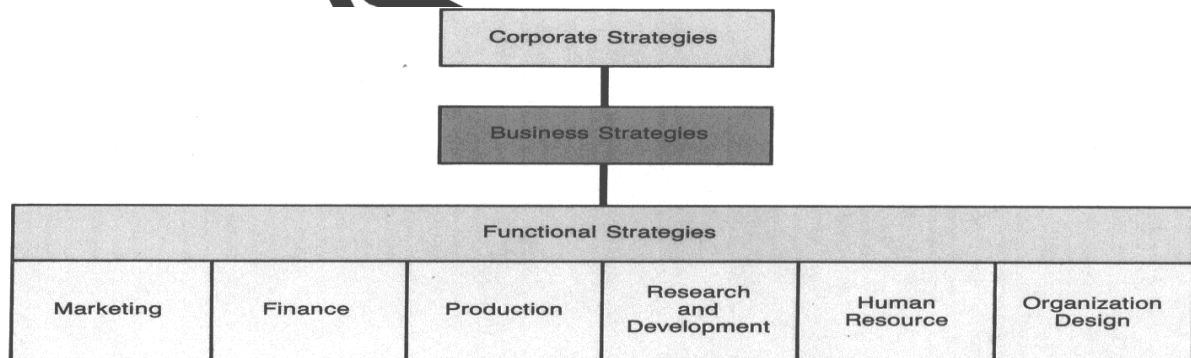 Corporate Strategies
Business Strategies
Functional Strategies
Marketing
Finance
Production
Research
and
Development
Human
Resource
Organization
Design